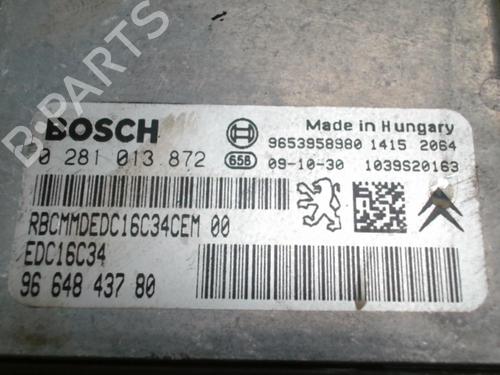 BOSCH
Made in Hungary
9653958980 1415 2064
0 281 013 872
658 09-10-30 1039S20163
RBCMMDEDC16C34CEM 00
EDC16C34
96 648 437 80
B-PARTS